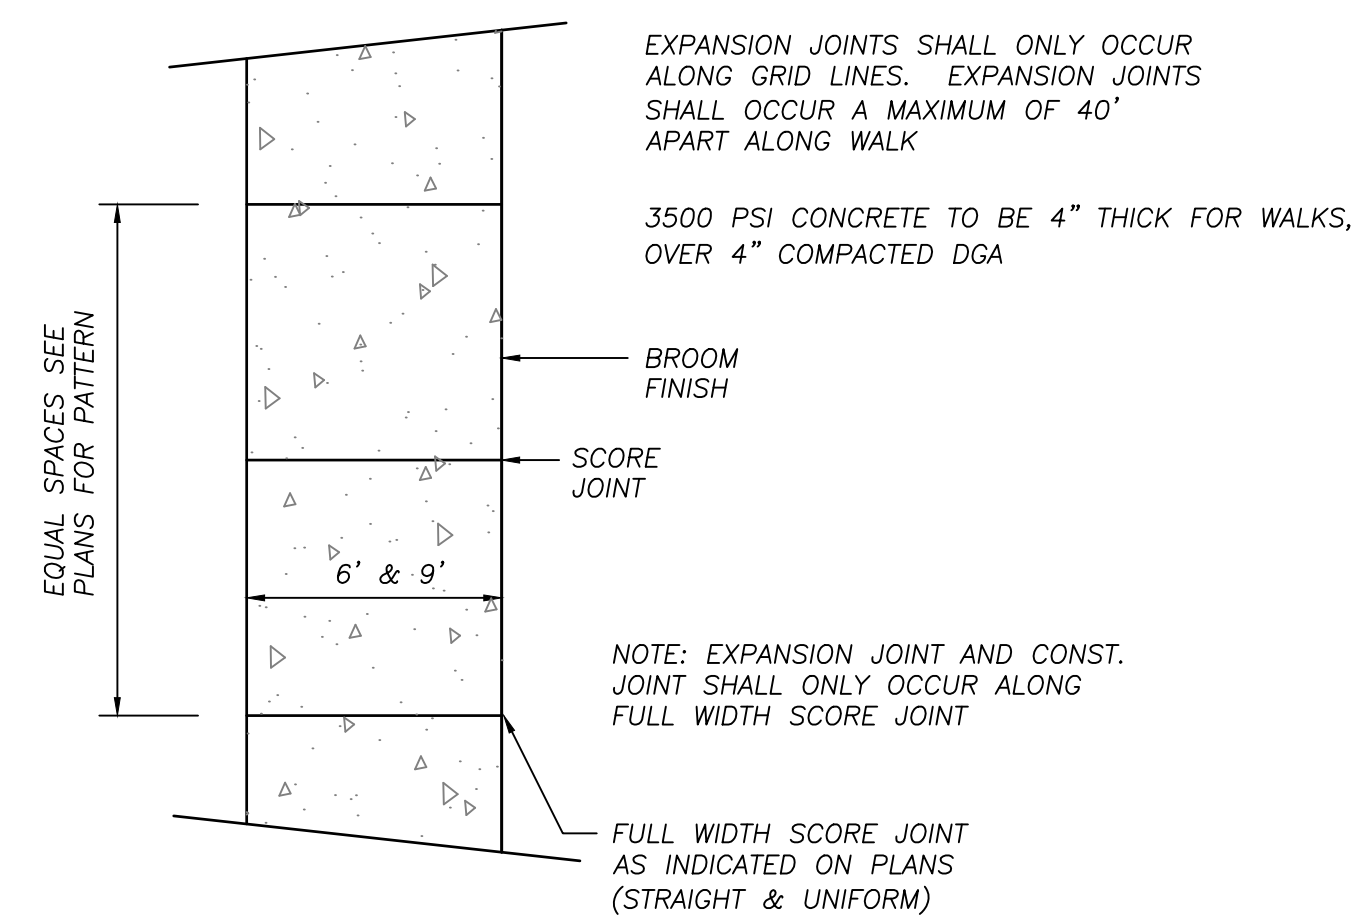 EXPANSION JOINTS SHALL ONLY OCCUR
ALONG GRID LINES. EXPANSION JOINTS
SHALL OCCUR A MAXIMUM OF 40'
APART ALONG WALK
3500 PSI CONCRETE TO BE 4" THICK FOR WALKS,
OVER 4" COMPACTED DGA
EQUAL SPACES SEE
PLANS FOR PATTERN
BROOM
FINISH
SCORE
JOINT
6' & 9'
NOTE: EXPANSION JOINT AND CONST.
JOINT SHALL ONLY OCCUR ALONG
FULL WIDTH SCORE JOINT
FULL WIDTH SCORE JOINT
AS INDICATED ON PLANS
(STRAIGHT & UNIFORM)